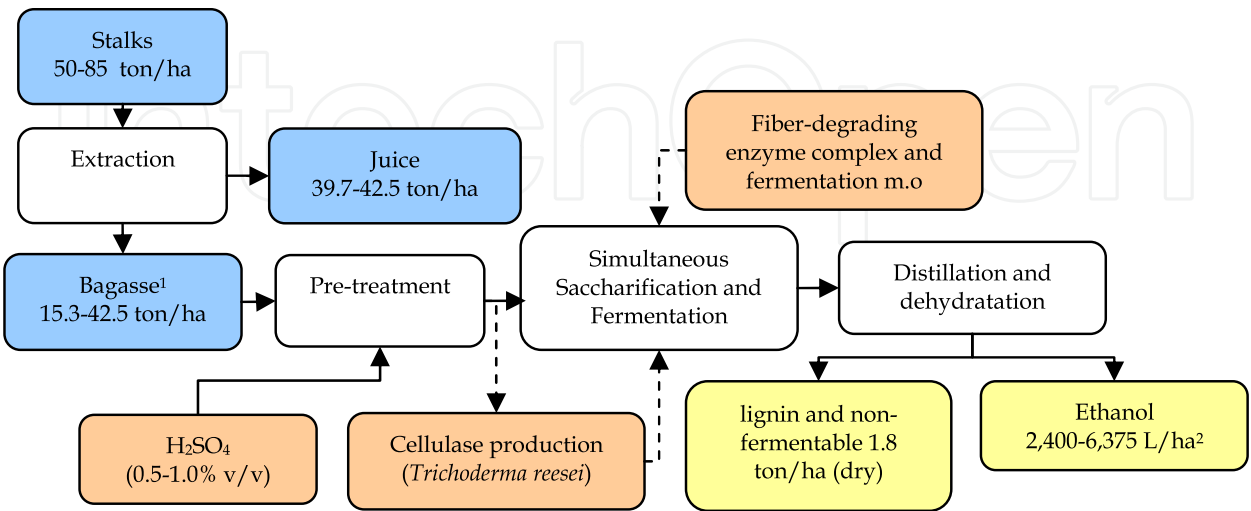 Stalks
50-85 ton/ha
Extraction
Juice
39.7-42.5 ton/ha
Fiber-degrading
enzyme complex and
fermentation m.o
Bagasse¹
15.3-42.5 ton/ha
Pre-treatment
Simultaneous
Saccharification and
Fermentation
Distillation and
dehydratation
H₂SO₄
(0.5-1.0% v/v)
Cellulase production
(Trichoderma reesei)
lignin and non-
fermentable 1.8
ton/ha (dry)
Ethanol
2,400-6,375 L/ha²
IntechOpen